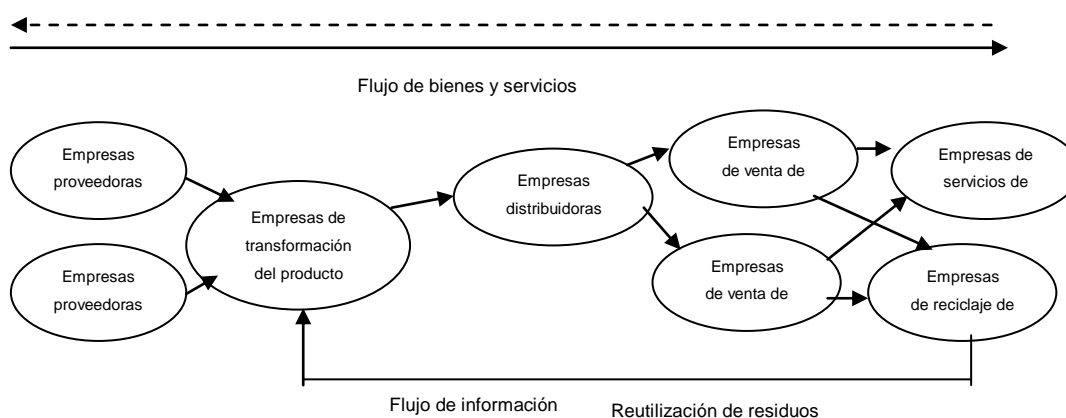 Flujo de bienes y servicios
Empresas
proveedoras
Empresas
proveedoras
Empresas de
transformación
del producto
Empresas
distribuidoras
Empresas
de venta de
Empresas
de venta de
Empresas de
servicios de
Empresas
de reciclaje de
Flujo de información
Reutilización de residuos